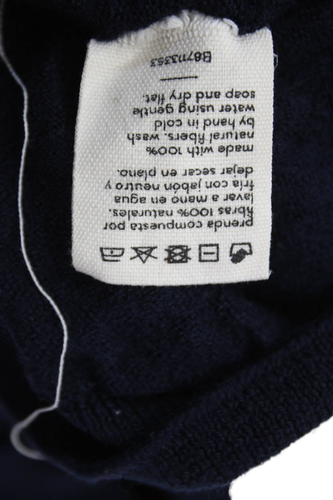 prenda compuesta por
fibras 100% naturales.
lavar a mano en agua
fría con jabón neutro y
dejar secar en plano.
made with 100%
natural fibers. wash
by hand in cold
water using gentle
soap and dry flat.
B87113353